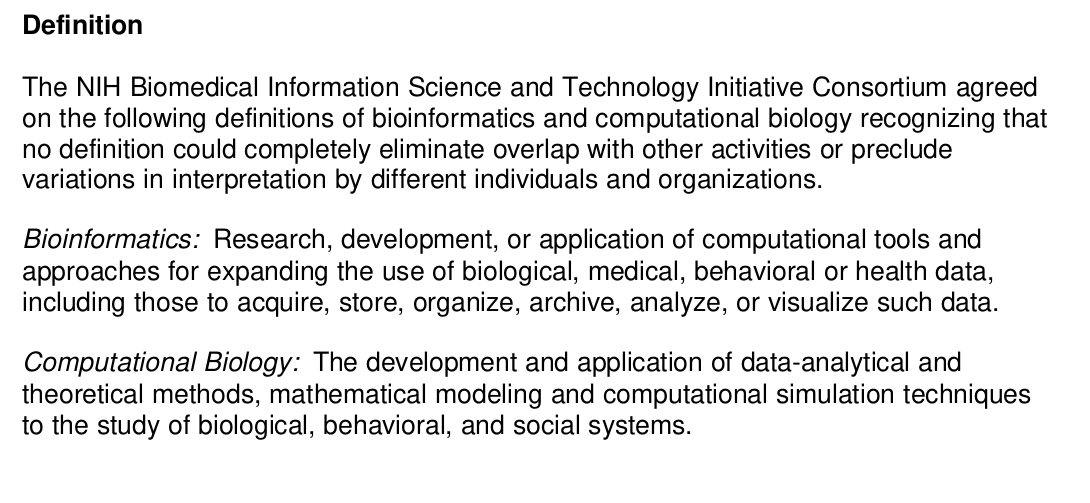 Definition
The NIH Biomedical Information Science and Technology Initiative Consortium agreed
on the following definitions of bioinformatics and computational biology recognizing that
no definition could completely eliminate overlap with other activities or preclude
variations in interpretation by different individuals and organizations.
Bioinformatics: Research, development, or application of computational tools and
approaches for expanding the use of biological, medical, behavioral or health data,
including those to acquire, store, organize, archive, analyze, or visualize such data.
Computational Biology: The development and application of data-analytical and
theoretical methods, mathematical modeling and computational simulation techniques
to the study of biological, behavioral, and social systems.